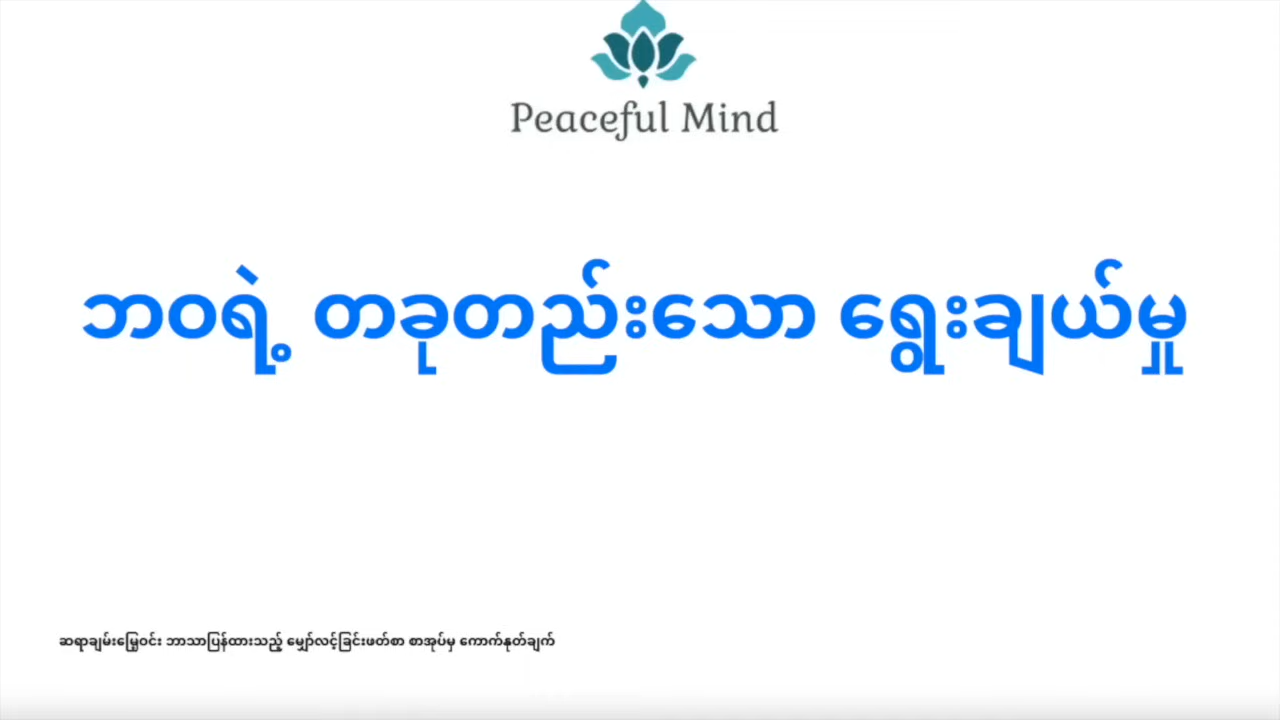 Peaceful Mind
ဘဝရဲ့ တခုတည်းသော ရွေးချယ်မှု
ဆရာချမ်းမြွေဝင်း ဘာသာပြန်ထားသည့် မျှော်လင့်ခြင်းဖတ်စာ စာအုပ်မှ ကောက်နုတ်ချက်